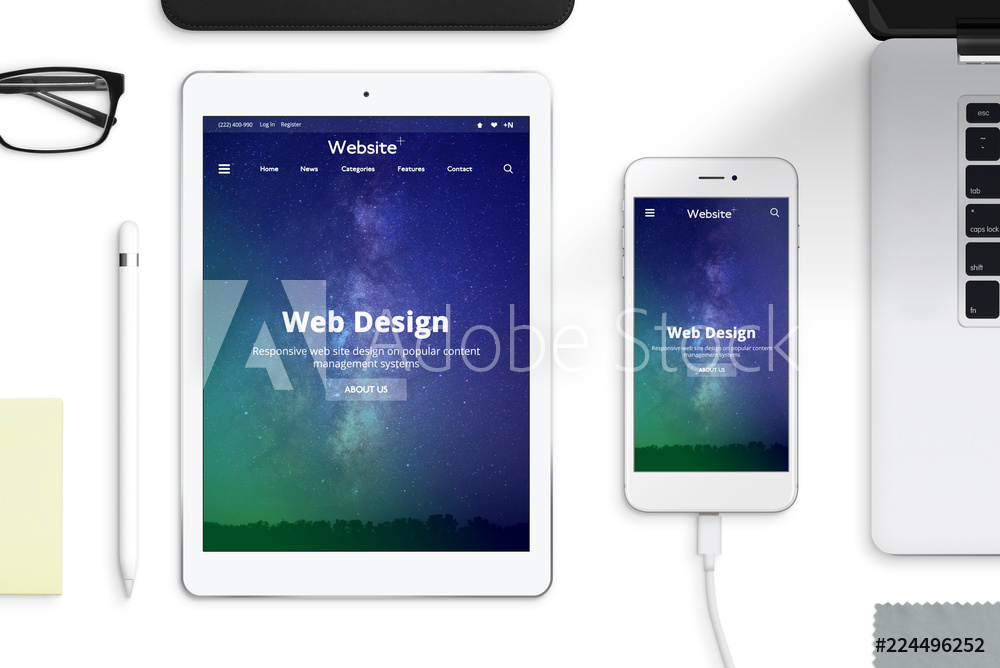 (222) 400-990 Log in Register
+N
Website+
Home News Categories Features Contact
Web Design
Responsive web site design on popular content
management systems
ABOUT US
Website+
Web Design
Responsive web site design on popular content
management systems
ABOUT US
esc
~
`
tab
caps lock
shift
fn
Adobe Stock
#224496252